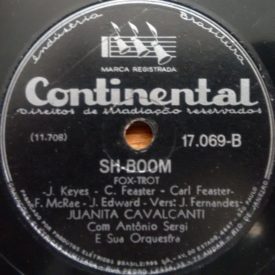 Indústria
Brasileira
MARCA REGISTRADA
Continental
Direitos de Irradiação reservados
(11.708)
17.069-B
SH-BOOM
FOX-TROT
-J. Keyes - C. Feaster - Carl Feaster-
F. McRae - J. Edward - Vers: J. Fernandes-
JUANITA CAVALCANTI
Com Antônio Sergi
E Sua Orquestra